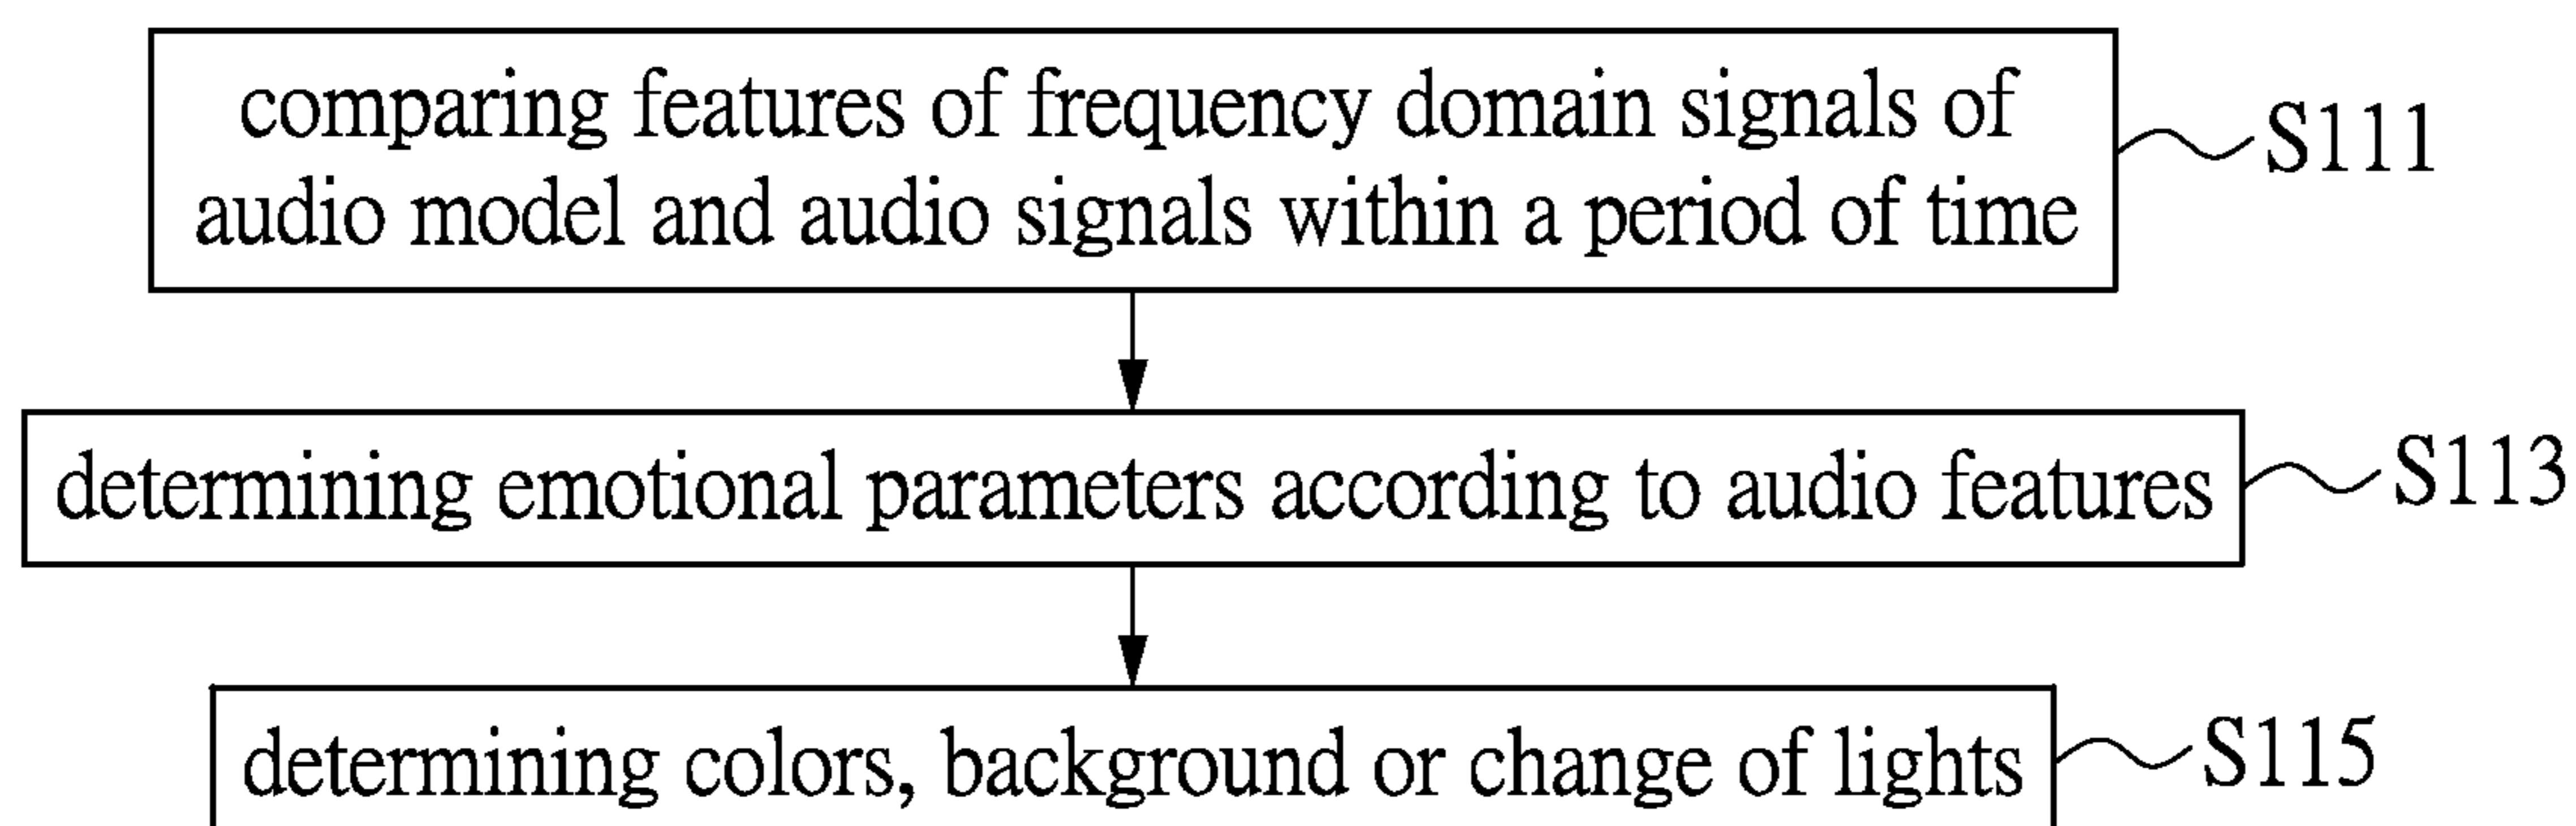 comparing features of frequency domain signals of
audio model and audio signals within a period of time
S111
determining emotional parameters according to audio features
S113
determining colors, background or change of lights
S115